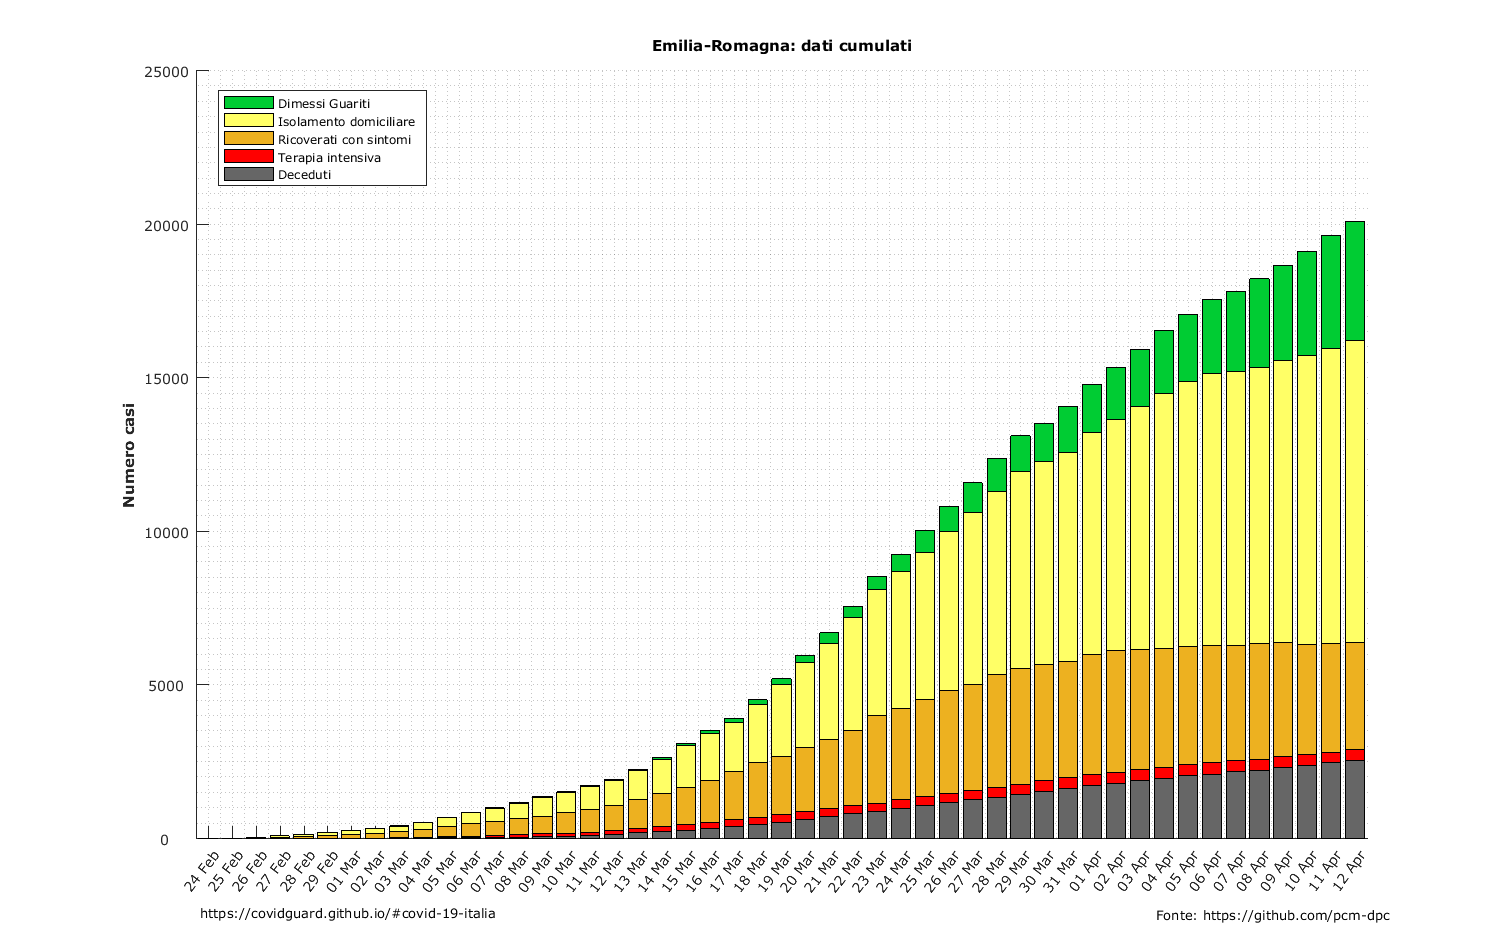 Emilia-Romagna: dati cumulati
25000
20000
15000
10000
5000
0
Numero casi
Dimessi Guariti
Isolamento domiciliare
Ricoverati con sintomi
Terapia intensiva
Deceduti
24 Feb
25 Feb
26 Feb
27 Feb
28 Feb
29 Feb
01 Mar
02 Mar
03 Mar
04 Mar
05 Mar
06 Mar
07 Mar
08 Mar
09 Mar
10 Mar
11 Mar
12 Mar
13 Mar
14 Mar
15 Mar
16 Mar
17 Mar
18 Mar
19 Mar
20 Mar
21 Mar
22 Mar
23 Mar
24 Mar
25 Mar
26 Mar
27 Mar
28 Mar
29 Mar
30 Mar
31 Mar
01 Apr
02 Apr
03 Apr
04 Apr
05 Apr
06 Apr
07 Apr
08 Apr
09 Apr
10 Apr
11 Apr
12 Apr
https://covidguard.github.io/#covid-19-italia
Fonte: https://github.com/pcm-dpc